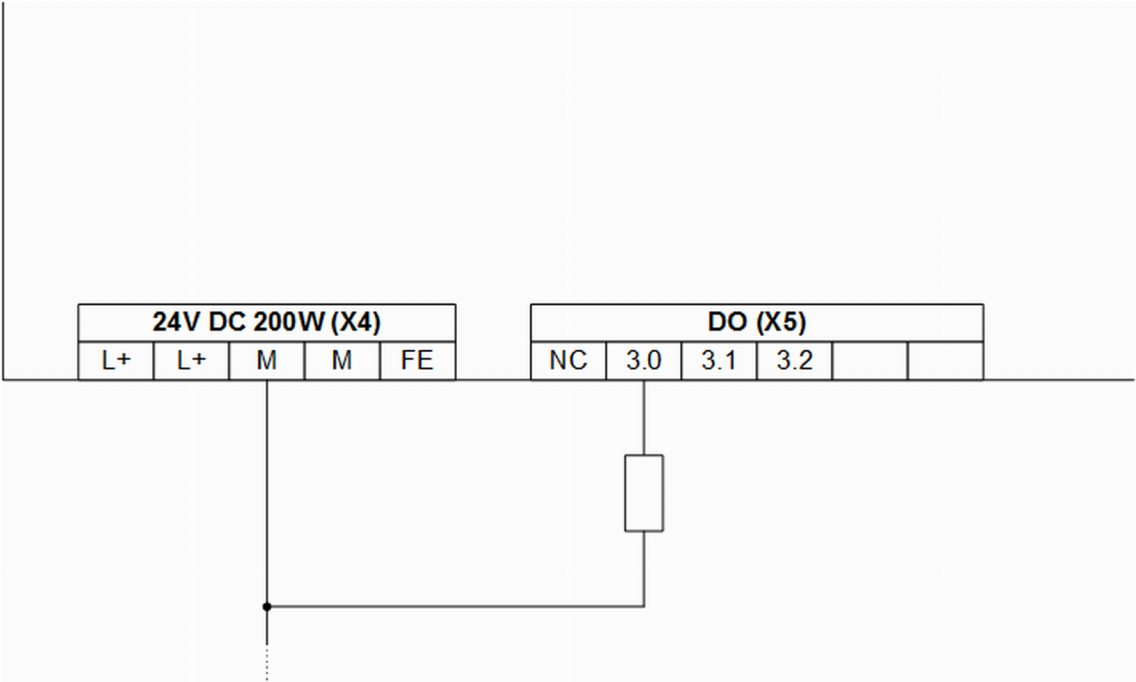 24V DC 200W (X4)
L+ L+ M M FE
DO (X5)
NC 3.0 3.1 3.2